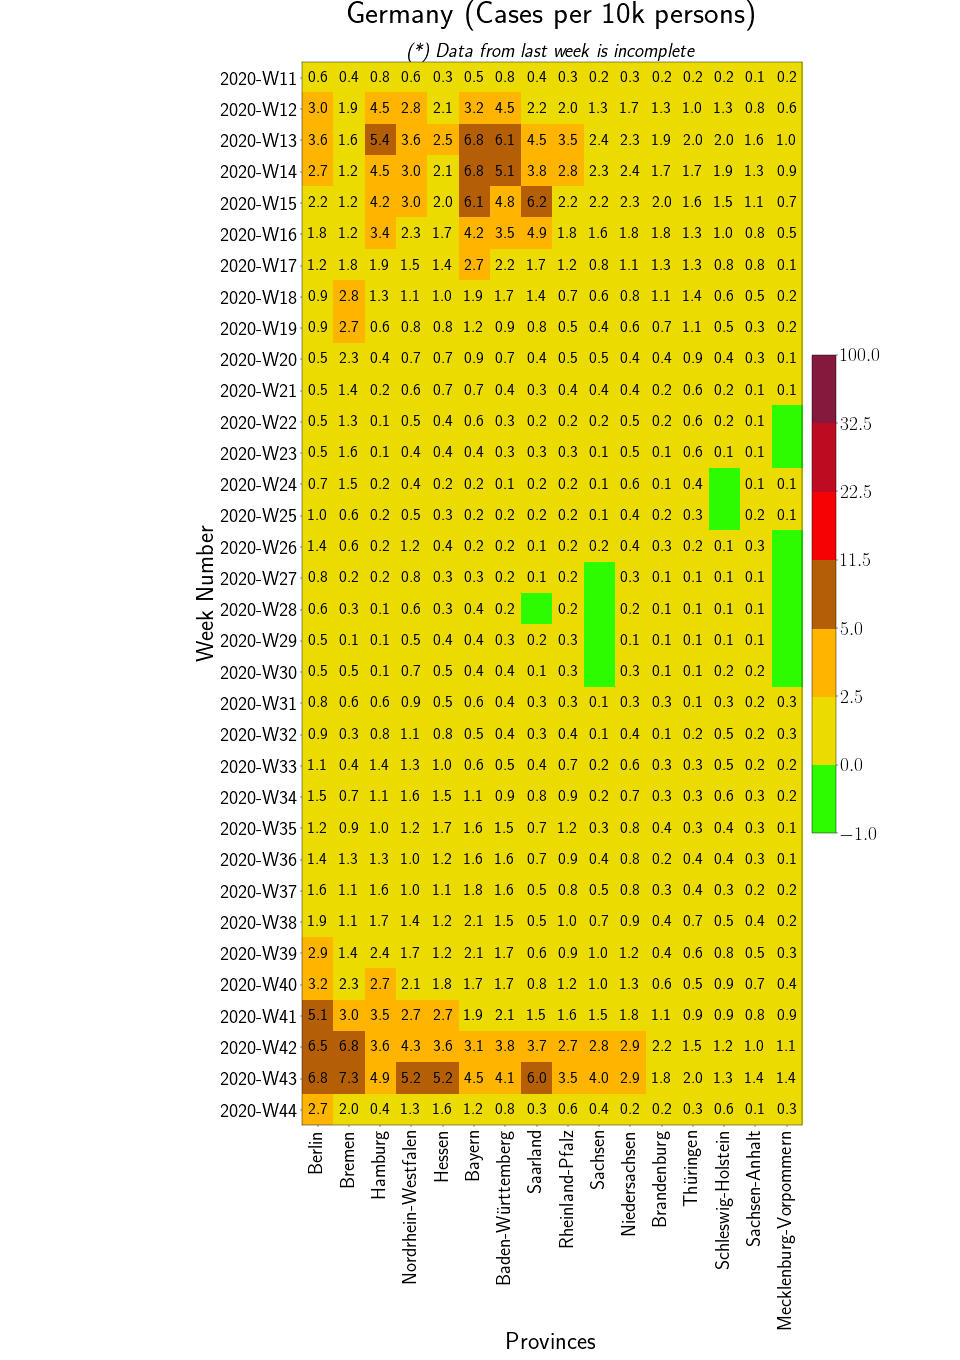 Germany (Cases per 10k persons)
(*) Data from last week is incomplete
2020-W11 0.6 0.4 0.8 0.6 0.3 0.5 0.8 0.4 0.3 0.2 0.3 0.2 0.2 0.2 0.1 0.2
2020-W12 3.0 1.9 4.5 2.8 2.1 3.2 4.5 2.2 2.0 1.3 1.7 1.3 1.0 1.3 0.8 0.6
2020-W13 3.6 1.6 5.4 3.6 2.5 6.8 6.1 4.5 3.5 2.4 2.3 1.9 2.0 2.0 1.6 1.0
2020-W14 2.7 1.2 4.5 3.0 2.1 6.8 5.1 3.8 2.8 2.3 2.4 1.7 1.7 1.9 1.3 0.9
2020-W15 2.2 1.2 4.2 3.0 2.0 6.1 4.8 6.2 2.2 2.2 2.3 2.0 1.6 1.5 1.1 0.7
2020-W16 1.8 1.2 3.4 2.3 1.7 4.2 3.5 4.9 1.8 1.6 1.8 1.8 1.3 1.0 0.8 0.5
2020-W17 1.2 1.8 1.9 1.5 1.4 2.7 2.2 1.7 1.2 0.8 1.1 1.3 1.3 0.8 0.8 0.1
2020-W18 0.9 2.8 1.3 1.1 1.0 1.9 1.7 1.4 0.7 0.6 0.8 1.1 1.4 0.6 0.5 0.2
2020-W19 0.9 2.7 0.6 0.8 0.8 1.2 0.9 0.8 0.5 0.4 0.6 0.7 1.1 0.5 0.3 0.2
2020-W20 0.5 2.3 0.4 0.7 0.7 0.9 0.7 0.4 0.5 0.5 0.4 0.4 0.9 0.4 0.3 0.1
2020-W21 0.5 1.4 0.2 0.6 0.7 0.7 0.4 0.3 0.4 0.4 0.4 0.2 0.6 0.2 0.1 0.1
2020-W22 0.5 1.3 0.1 0.5 0.4 0.6 0.3 0.2 0.2 0.2 0.5 0.2 0.6 0.2 0.1
2020-W23 0.5 1.6 0.1 0.4 0.4 0.4 0.3 0.3 0.3 0.1 0.5 0.1 0.6 0.1 0.1
2020-W24 0.7 1.5 0.2 0.4 0.2 0.2 0.1 0.2 0.2 0.1 0.6 0.1 0.4 0.1 0.1
2020-W25 1.0 0.6 0.2 0.5 0.3 0.2 0.2 0.2 0.2 0.1 0.4 0.2 0.3 0.2 0.1
2020-W26 1.4 0.6 0.2 1.2 0.4 0.2 0.2 0.1 0.2 0.2 0.4 0.3 0.2 0.1 0.3
2020-W27 0.8 0.2 0.2 0.8 0.3 0.3 0.2 0.1 0.2 0.3 0.1 0.1 0.1 0.1
2020-W28 0.6 0.3 0.1 0.6 0.3 0.4 0.2 0.2 0.2 0.1 0.1 0.1 0.1
2020-W29 0.5 0.1 0.1 0.5 0.4 0.4 0.3 0.2 0.3 0.1 0.1 0.1 0.1 0.1
2020-W30 0.5 0.5 0.1 0.7 0.5 0.4 0.4 0.1 0.3 0.3 0.1 0.1 0.2 0.2
2020-W31 0.8 0.6 0.6 0.9 0.5 0.6 0.4 0.3 0.3 0.1 0.3 0.3 0.1 0.3 0.2 0.3
2020-W32 0.9 0.3 0.8 1.1 0.8 0.5 0.4 0.3 0.4 0.1 0.4 0.1 0.2 0.5 0.2 0.3
2020-W33 1.1 0.4 1.4 1.3 1.0 0.6 0.5 0.4 0.7 0.2 0.6 0.3 0.3 0.5 0.2 0.2
2020-W34 1.5 0.7 1.1 1.6 1.5 1.1 0.9 0.8 0.9 0.2 0.7 0.3 0.3 0.6 0.3 0.2
2020-W35 1.2 0.9 1.0 1.2 1.7 1.6 1.5 0.7 1.2 0.3 0.8 0.4 0.3 0.4 0.3 0.1
2020-W36 1.4 1.3 1.3 1.0 1.2 1.6 1.6 0.7 0.9 0.4 0.8 0.2 0.4 0.4 0.3 0.1
2020-W37 1.6 1.1 1.6 1.0 1.1 1.8 1.6 0.5 0.8 0.5 0.8 0.3 0.4 0.3 0.2 0.2
2020-W38 1.9 1.1 1.7 1.4 1.2 2.1 1.5 0.5 1.0 0.7 0.9 0.4 0.7 0.5 0.4 0.2
2020-W39 2.9 1.4 2.4 1.7 1.2 2.1 1.7 0.6 0.9 1.0 1.2 0.4 0.6 0.8 0.5 0.3
2020-W40 3.2 2.3 2.7 2.1 1.8 1.7 1.7 0.8 1.2 1.0 1.3 0.6 0.5 0.9 0.7 0.4
2020-W41 5.1 3.0 3.5 2.7 2.7 1.9 2.1 1.5 1.6 1.5 1.8 1.1 0.9 0.9 0.8 0.9
2020-W42 6.5 6.8 3.6 4.3 3.6 3.1 3.8 3.7 2.7 2.8 2.9 2.2 1.5 1.2 1.0 1.1
2020-W43 6.8 7.3 4.9 5.2 5.2 4.5 4.1 6.0 3.5 4.0 2.9 1.8 2.0 1.3 1.4 1.4
2020-W44 2.7 2.0 0.4 1.3 1.6 1.2 0.8 0.3 0.6 0.4 0.2 0.2 0.3 0.6 0.1 0.3
Week Number
Berlin
Bremen
Hamburg
Nordrhein-Westfalen
Hessen
Bayern
Baden-Württemberg
Saarland
Rheinland-Pfalz
Sachsen
Niedersachsen
Brandenburg
Thüringen
Schleswig-Holstein
Sachsen-Anhalt
Mecklenburg-Vorpommern
Provinces
100.0
32.5
22.5
11.5
5.0
2.5
0.0
−1.0